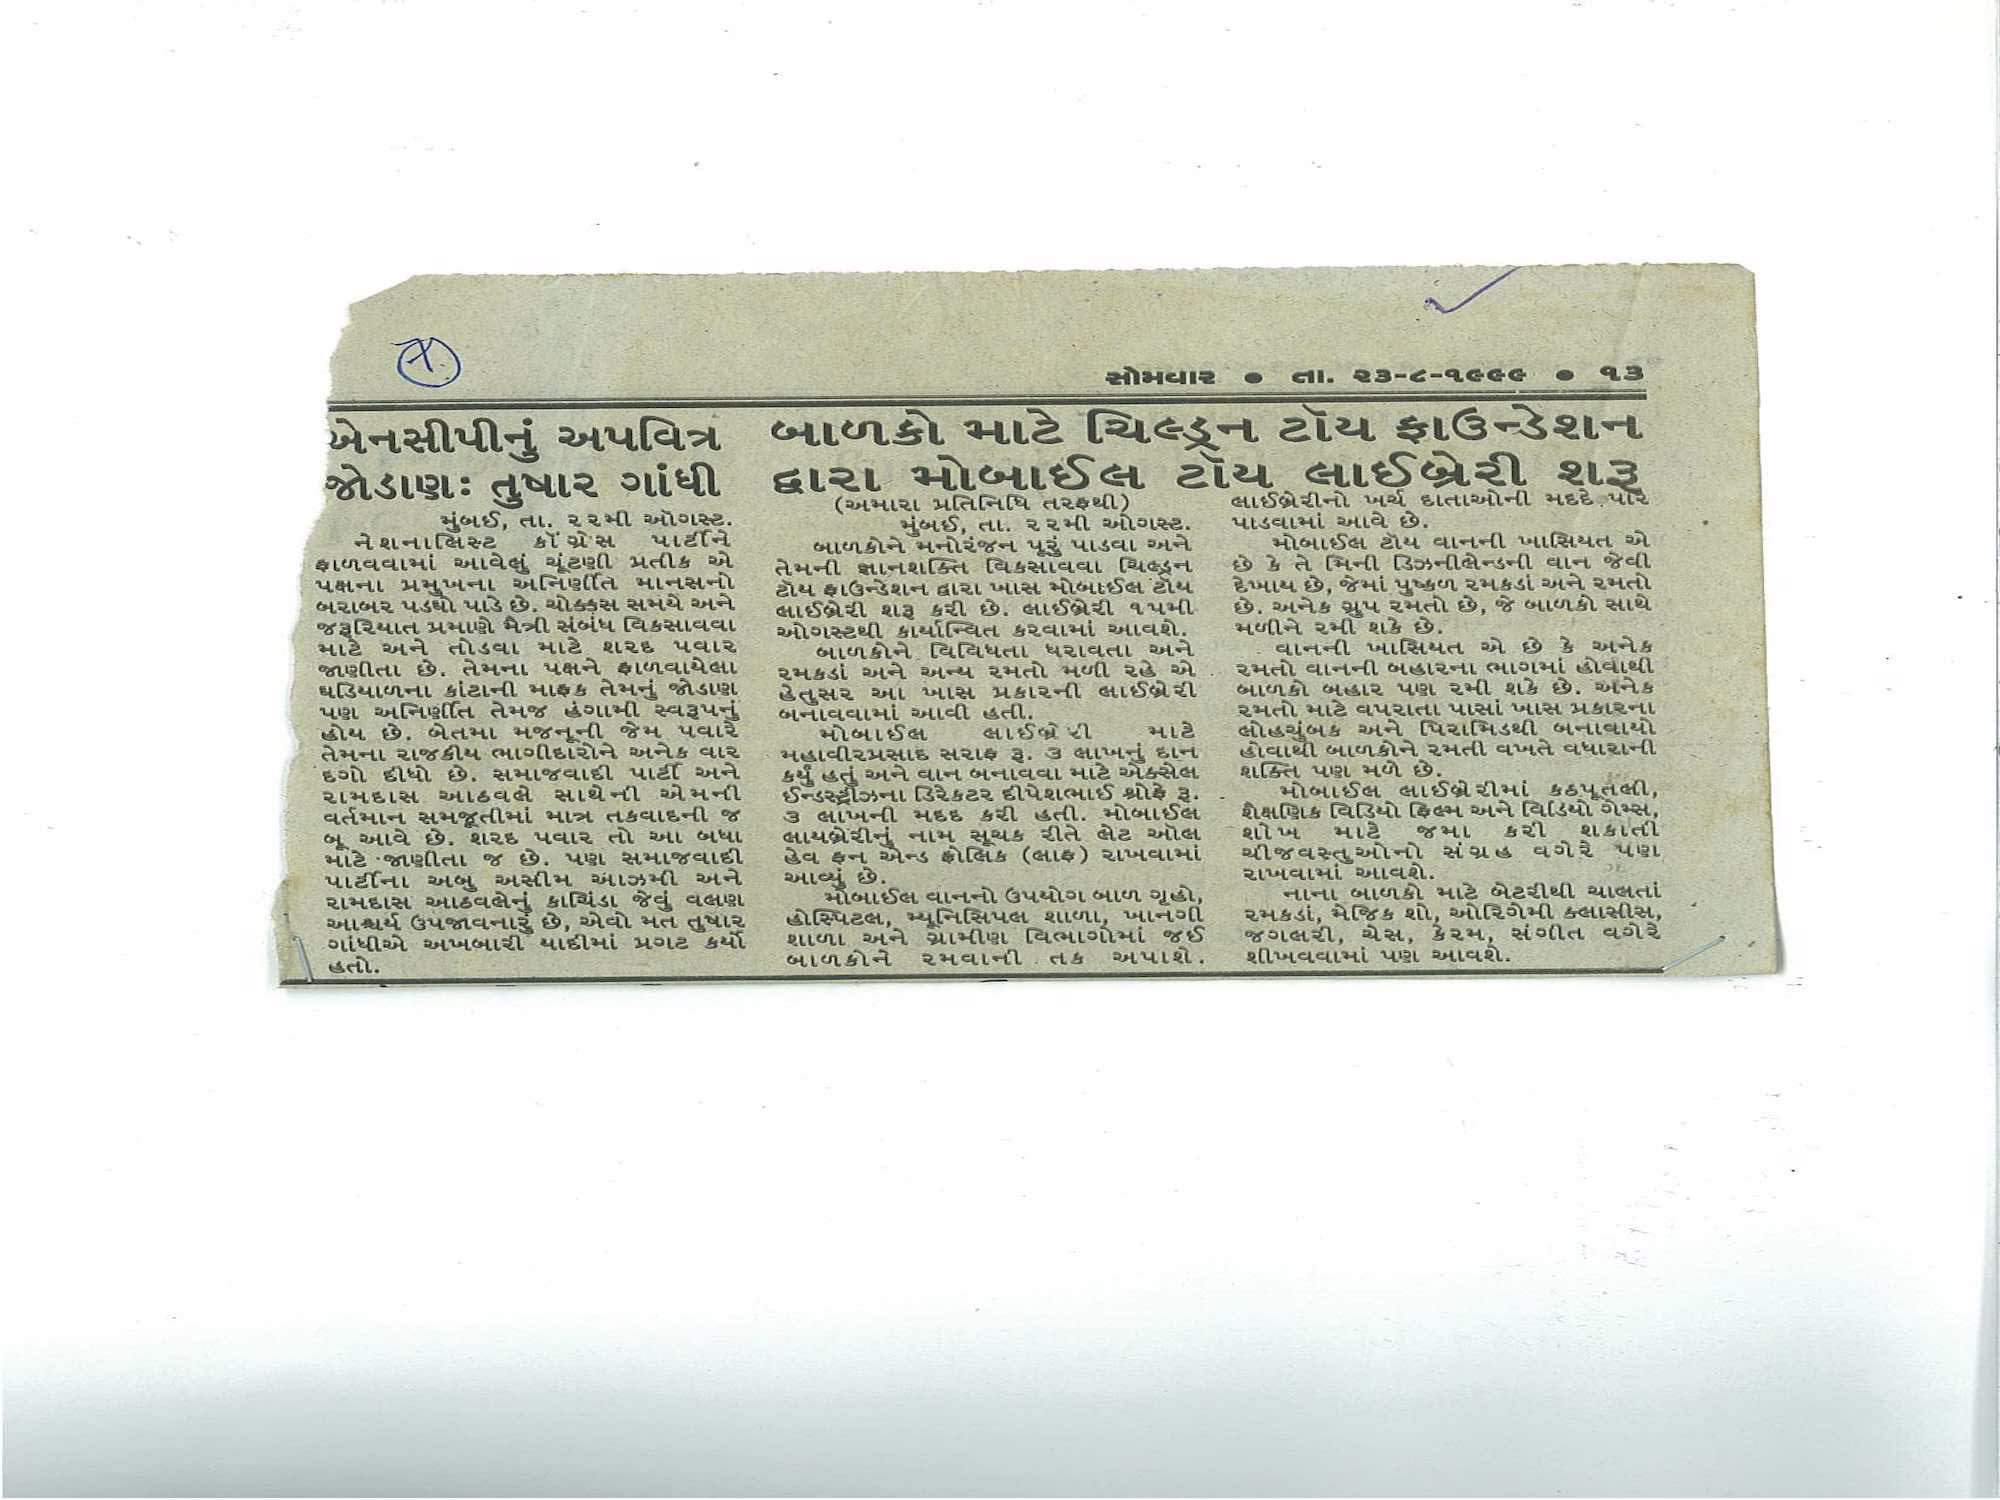 સોમવાર ● તા. ૨૩-૮-૧૯૯૯ ● ૧૩
એનસીપીનું અપવિત્ર
જોડાણઃ તુષાર ગાંધી
મુંબઈ, તા. ૨૨મી ઑગસ્ટ.
નેશનાલિસ્ટ કૉંગ્રેસ પાર્ટીને
ફાળવવામાં આવેલું ચૂંટણી પ્રતીક એ
પક્ષના પ્રમુખના અનિર્ણીત માનસનો
બરાબર પડઘો પાડે છે. ચોક્કસ સમયે અને
જરૂરિયાત પ્રમાણે મૈત્રી સંબંધ વિકસાવવા
માટે અને તોડવા માટે શરદ પવાર
જાણીતા છે. તેમના પક્ષને ફાળવાયેલા
ઘડિયાળના કાંટાની માફક તેમનું જોડાણ
પણ અનિર્ણીત તેમજ હંગામી સ્વરૂપનું
હોય છે. બેતમા મજનૂની જેમ પવારે
તેમના રાજકીય ભાગીદારોને અનેક વાર
દગો દીધો છે. સમાજવાદી પાર્ટી અને
રામદાસ આઠવલે સાથેની એમની
વર્તમાન સમજૂતીમાં માત્ર તકવાદની જ
બૂ આવે છે. શરદ પવાર તો આ બધા
માટે જાણીતા જ છે. પણ સમાજવાદી
પાર્ટીના અબુ અસીમ આઝમી અને
રામદાસ આઠવલેનું કાચિંડા જેવું વલણ
આશ્ચર્ય ઉપજાવનારું છે, એવો મત તુષાર
ગાંધીએ અખબારી યાદીમાં પ્રગટ કર્યો
હતો.
બાળકો માટે ચિલ્ડ્રન ટૉય ફાઉન્ડેશન
દ્વારા મોબાઈલ ટૉય લાઈબ્રેરી શરૂ
(અમારા પ્રતિનિધિ તરફથી)
મુંબઈ, તા. ૨૨મી ઓગસ્ટ.
બાળકોને મનોરંજન પૂરું પાડવા અને
તેમની જ્ઞાનશક્તિ વિકસાવવા ચિલ્ડ્રન
ટૉય ફાઉન્ડેશન દ્વારા ખાસ મોબાઈલ ટૉય
લાઈબ્રેરી શરૂ કરી છે. લાઈબ્રેરી ૧૫મી
ઓગસ્ટથી કાર્યાન્વિત કરવામાં આવશે.
બાળકોને વિવિધતા ધરાવતા અને
રમકડાં અને અન્ય રમતો મળી રહે એ
હેતુસર આ ખાસ પ્રકારની લાઈબ્રેરી
બનાવવામાં આવી હતી.
મોબાઈલ લાઈબ્રેરી માટે
મહાવીરપ્રસાદ સરાફ રૂ. ૩ લાખનું દાન
કર્યું હતું અને વાન બનાવવા માટે એક્સેલ
ઈન્ડસ્ટ્રીઝના ડિરેક્ટર દીપેશભાઈ શ્રોફે રૂ.
૩ લાખની મદદ કરી હતી. મોબાઈલ
લાયબ્રેરીનું નામ સૂચક રીતે લેટ ઑલ
હેવ ફન એન્ડ ફ્રોલિક (લાફ) રાખવામાં
આવ્યું છે.
મોબાઈલ વાનનો ઉપયોગ બાળ ગૃહો,
હોસ્પિટલ, મ્યૂનિસિપલ શાળા, ખાનગી
શાળા અને ગ્રામીણ વિભાગોમાં જઈ
બાળકોને રમવાની તક અપાશે.
લાઈબ્રેરીનો ખર્ચ દાતાઓની મદદે પાર
પાડવામાં આવે છે.
મોબાઈલ ટૉય વાનની ખાસિયત એ
છે કે તે મિની ડિઝનીલેન્ડની વાન જેવી
દેખાય છે, જેમાં પુષ્કળ રમકડાં અને રમતો
છે. અનેક ગ્રુપ રમતો છે, જે બાળકો સાથે
મળીને રમી શકે છે.
વાનની ખાસિયત એ છે કે અનેક
રમતો વાનની બહારના ભાગમાં હોવાથી
બાળકો બહાર પણ રમી શકે છે. અનેક
રમતો માટે વપરાતા પાસાં ખાસ પ્રકારના
લોહચુંબક અને પિરામિડથી બનાવાયો
હોવાથી બાળકોને રમતી વખતે વધારાની
શક્તિ પણ મળે છે.
મોબાઈલ લાઈબ્રેરીમાં કઠપૂતલી,
શૈક્ષણિક વિડિયો ફિલ્મ અને વિડિયો ગેમ્સ,
શોખ માટે જમા કરી શકાતી
ચીજવસ્તુઓનો સંગ્રહ વગેરે પણ
રાખવામાં આવશે.
નાના બાળકો માટે બેટરીથી ચાલતાં
રમકડાં, મેજિક શો, ઓરિગેમી ક્લાસીસ,
જગલરી, ચેસ, કેરમ, સંગીત વગેરે
શીખવવામાં પણ આવશે.